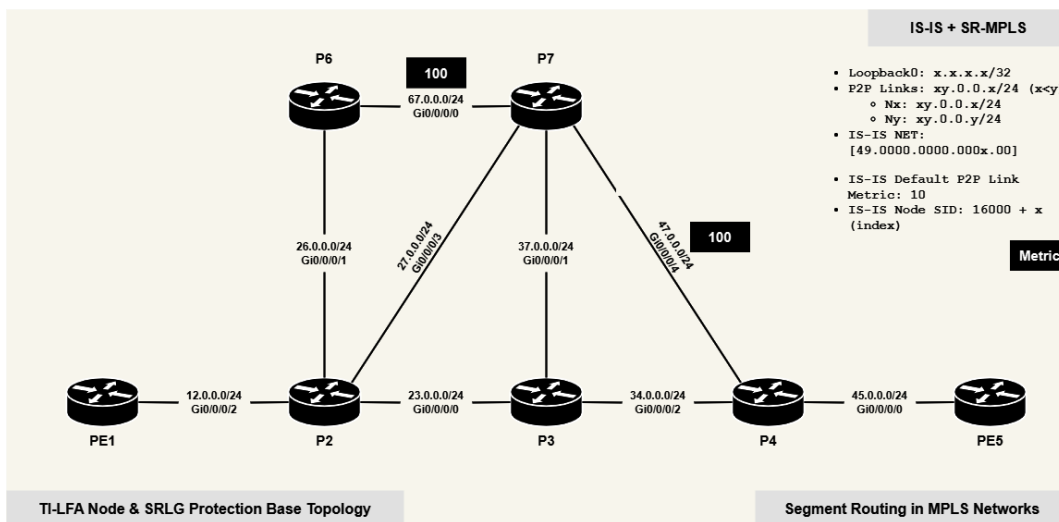 IS-IS + SR-MPLS
P6
P7
100
67.0.0.0/24
Gi0/0/0/0
• Loopback0: x.x.x.x/32
• P2P Links: xy.0.0.x/24 (x<y
o Nx: xy.0.0.x/24
o Ny: xy.0.0.y/24
• IS-IS NET:
[49.0000.0000.000x.00]
• IS-IS Default P2P Link
Metric: 10
• IS-IS Node SID: 16000 + x
(index)
26.0.0.0/24
Gi0/0/0/1
27.0.0.0/24
Gi0/0/0/3
37.0.0.0/24
Gi0/0/0/1
47.0.0.0/24
Gi0/0/0/4
100
Metric
12.0.0.0/24
Gi0/0/0/2
23.0.0.0/24
Gi0/0/0/0
34.0.0.0/24
Gi0/0/0/2
45.0.0.0/24
Gi0/0/0/0
PE1
P2
P3
P4
PE5
TI-LFA Node & SRLG Protection Base Topology
Segment Routing in MPLS Networks